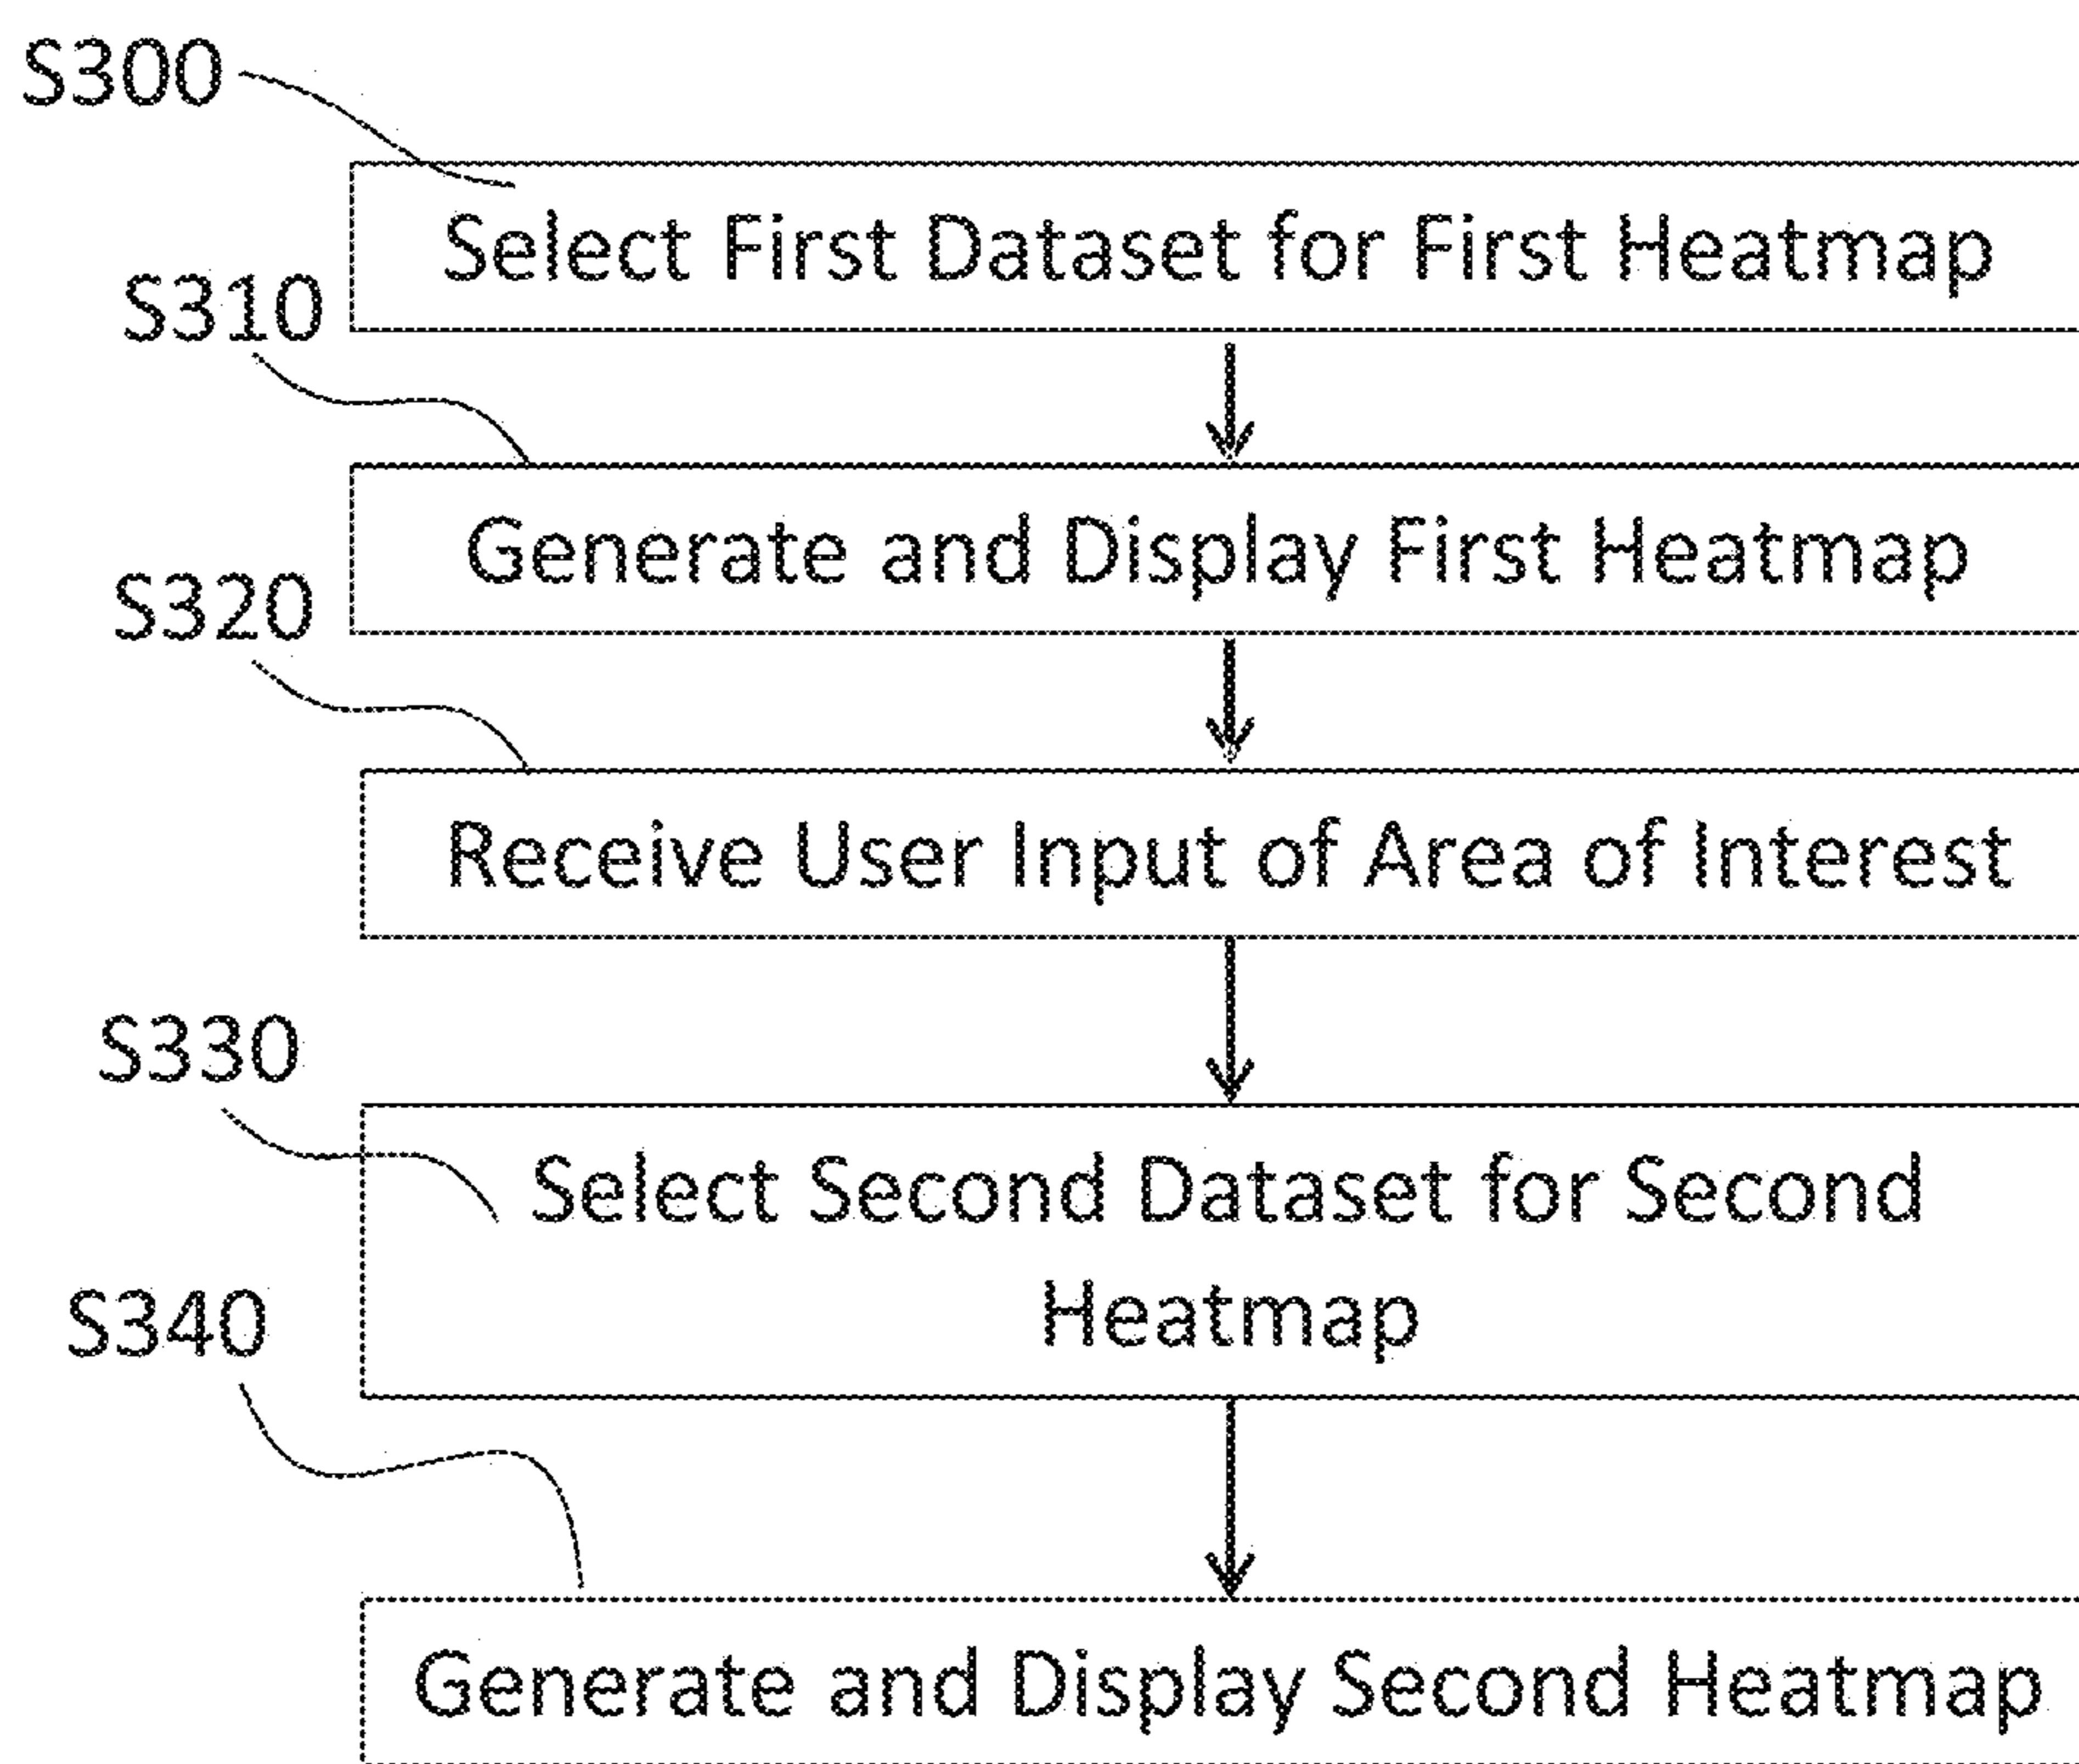 S300
Select First Dataset for First Heatmap
S310
Generate and Display First Heatmap
S320
Receive User Input of Area of Interest
S330
Select Second Dataset for Second
Heatmap
S340
Generate and Display Second Heatmap